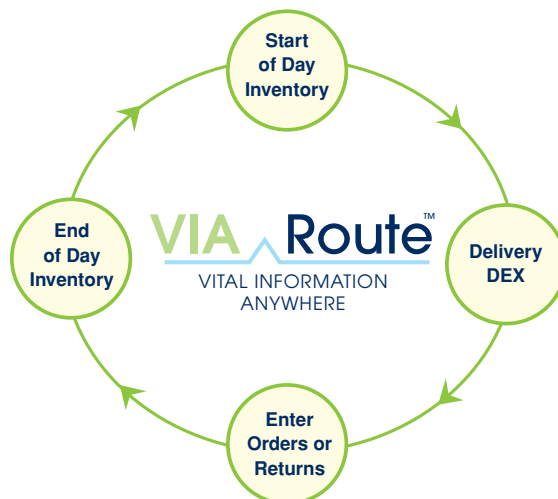 Start
of Day
Inventory
End
of Day
Inventory
VIA Route™
VITAL INFORMATION
ANYWHERE
Delivery
DEX
Enter
Orders or
Returns